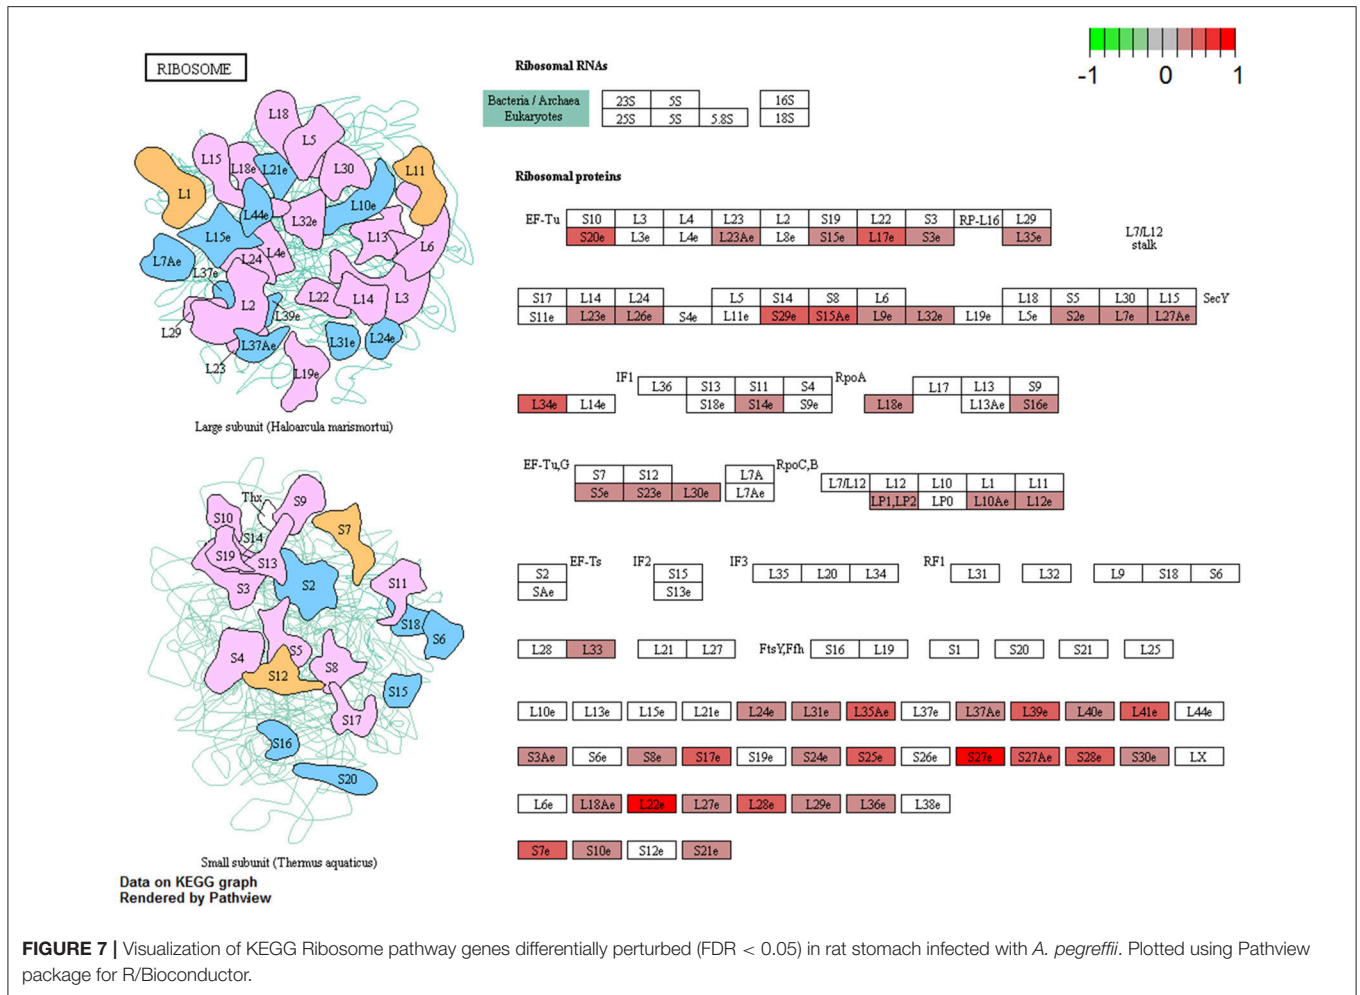 RIBOSOME
-1 0 1
Ribosomal RNAs
Bacteria / Archaea
Eukaryotes
23S 5S 16S
25S 5S 5.8S 18S
Ribosomal proteins
EF-Tu S10 L3 L4 L23 L2 S19 L22 S3 RP-L16 L29
S20e L3e L4e L23Ae L8e S15e L17e S3e L35e
L7/L12
stalk
S17 L14 L24 L5 S14 S8 L6 L18 S5 L30 L15 SecY
S11e L23e L26e S4e L11e S29e S15Ae L9e L32e L19e L5e S2e L7e L27Ae
IF1 L36 S13 S11 S4 RpoA L17 L13 S9
L34e L14e S18e S14e S9e L18e L13Ae S16e
EF-Tu,G S7 S12 L7A RpoC,B L7/L12 L12 L10 L1 L11
S5e S23e L30e L7Ae LP1,LP2 LP0 L10Ae L12e
S2 EF-Ts IF2 S15 IF3 L35 L20 L34 RF1 L31 L32 L9 S18 S6
SAe S13e
L28 L33 L21 L27 FtsY,Ffh S16 L19 S1 S20 S21 L25
L10e L13e L15e L21e L24e L31e L35Ae L37e L37Ae L39e L40e L41e L44e
S3Ae S6e S8e S17e S19e S24e S25e S26e S27e S27Ae S28e S30e LX
L6e L18Ae L22e L27e L28e L29e L36e L38e
S7e S10e S12e S21e
L18
L5
L15
L18e
L21e
L30
L11
L1
L10e
L44e
L32e
L15e
L13
L6
L7Ae
L24
L4e
L37e
L2
L22
L14
L3
L39e
L29
L37Ae
L31e
L24e
L23
L19e
Large subunit (Haloarcula marismortui)
Thx
S9
S10
S7
S14
S19
S13
S3
S2
S11
S18
S6
S4
S5
S8
S12
S15
S17
S16
S20
Small subunit (Thermus aquaticus)
Data on KEGG graph
Rendered by Pathview
FIGURE 7 | Visualization of KEGG Ribosome pathway genes differentially perturbed (FDR < 0.05) in rat stomach infected with A. pegreffii. Plotted using Pathview
package for R/Bioconductor.